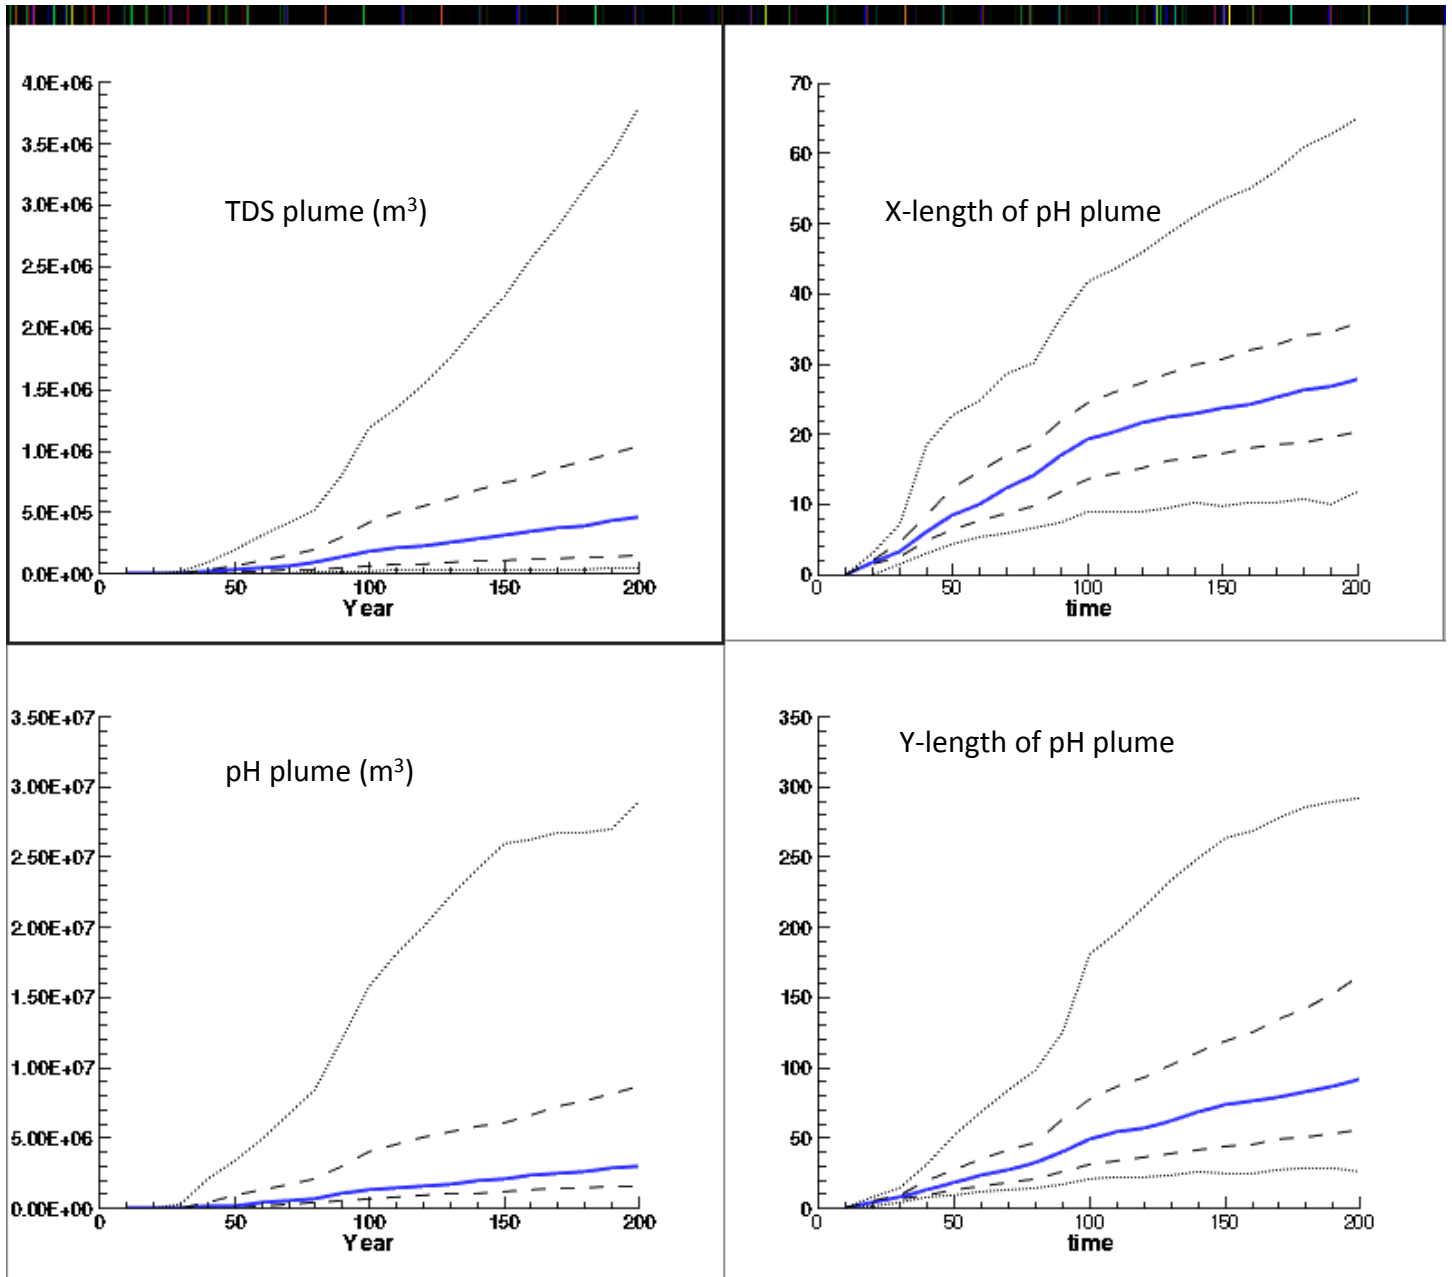 4.0E+06
3.5E+06
3.0E+06
2.5E+06
2.0E+06
1.5E+06
1.0E+06
5.0E+05
0.0E+00
TDS plume (m³)
0 50 100 150 200
Year
70
60
50
40
30
20
10
0
X-length of pH plume
0 50 100 150 200
time
3.50E+07
3.00E+07
2.50E+07
2.00E+07
1.50E+07
1.00E+07
5.00E+06
0.00E+00
pH plume (m³)
0 50 100 150 200
Year
350
300
250
200
150
100
50
0
Y-length of pH plume
0 50 100 150 200
time